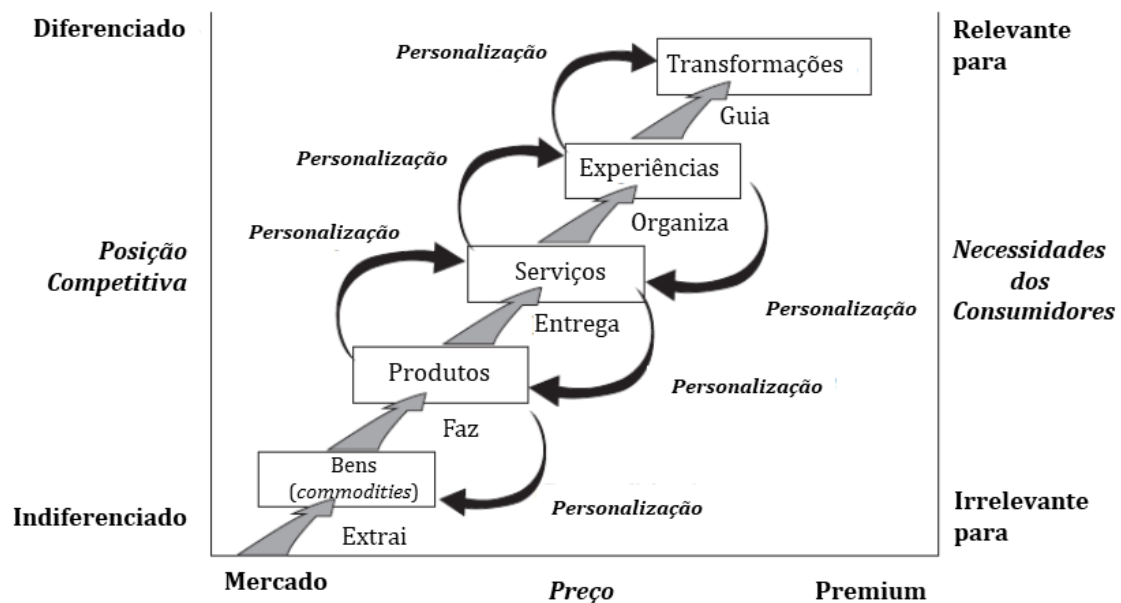 Diferenciado
Relevante
para
Personalização
Transformações
Guia
Personalização
Experiências
Organiza
Personalização
Posição
Competitiva
Serviços
Necessidades
dos
Consumidores
Personalização
Entrega
Produtos
Personalização
Faz
Bens
(commodities)
Indiferenciado
Personalização
Irrelevante
para
Extrai
Mercado
Preço
Premium